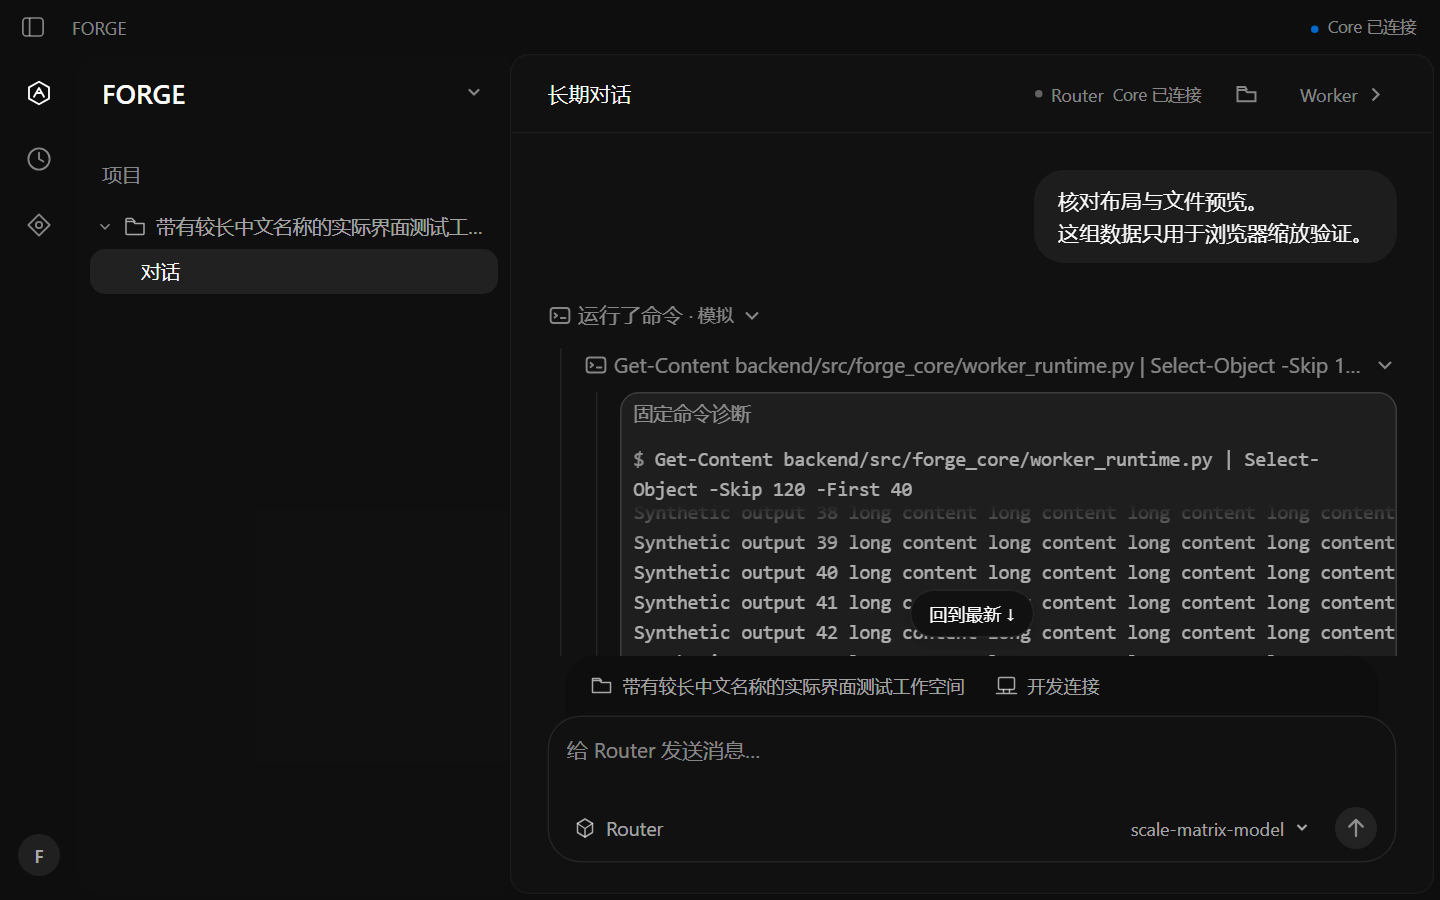 FORGE
Core 已连接
FORGE
项目
带有较长中文名称的实际界面测试工...
对话
F
长期对话
Router Core 已连接
Worker
核对布局与文件预览。
这组数据只用于浏览器缩放验证。
运行了命令 · 模拟
Get-Content backend/src/forge_core/worker_runtime.py | Select-Object -Skip 1...
固定命令诊断
$ Get-Content backend/src/forge_core/worker_runtime.py | Select-
Object -Skip 120 -First 40
Synthetic output 38 long content long content long content long content
Synthetic output 39 long content long content long content long content
Synthetic output 40 long content long content long content long content
Synthetic output 41 long content long content long content
Synthetic output 42 long content long content long content long content
回到最新 ↓
带有较长中文名称的实际界面测试工作空间
开发连接
给 Router 发送消息...
Router
scale-matrix-model